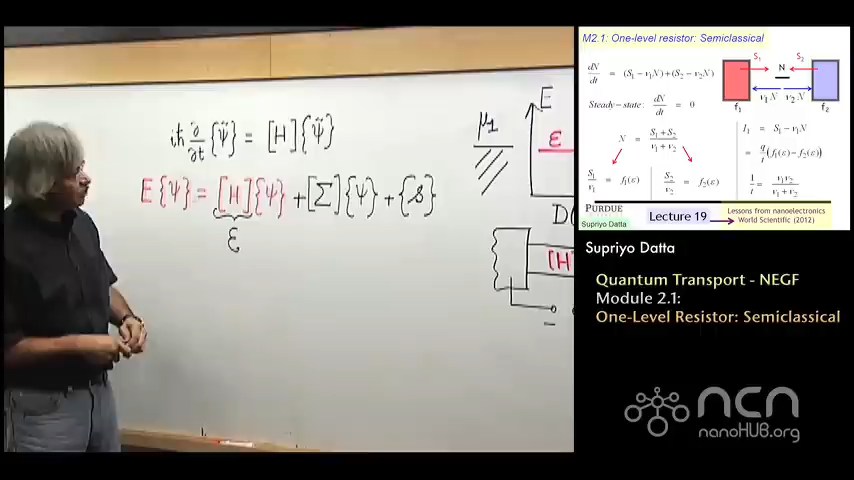 iħ ∂/∂t {Ψ̃} = [H]{Ψ̃}
E{Ψ} = [H]{Ψ} + [Σ]{Ψ} + {S}
ε
μ1
E
ε
D(
[H]
-
M2.1: One-level resistor: Semiclassical
dN/dt = (S1 − ν1N) + (S2 − ν2N)
Steady-state: dN/dt = 0
N = (S1 + S2)/(ν1 + ν2)
S1/ν1 = f1(ε)
S2/ν2 = f2(ε)
S1 N S2
ν1 N ν2 N
f1 f2
I1 = S1 − ν1N
= q/t (f1(ε) − f2(ε))
1/t = ν1ν2/(ν1 + ν2)
PURDUE
Supriyo Datta
Lecture 19
Lessons from nanoelectronics
World Scientific (2012)
Supriyo Datta
Quantum Transport - NEGF
Module 2.1:
One-Level Resistor: Semiclassical
ncn
nanoHUB.org